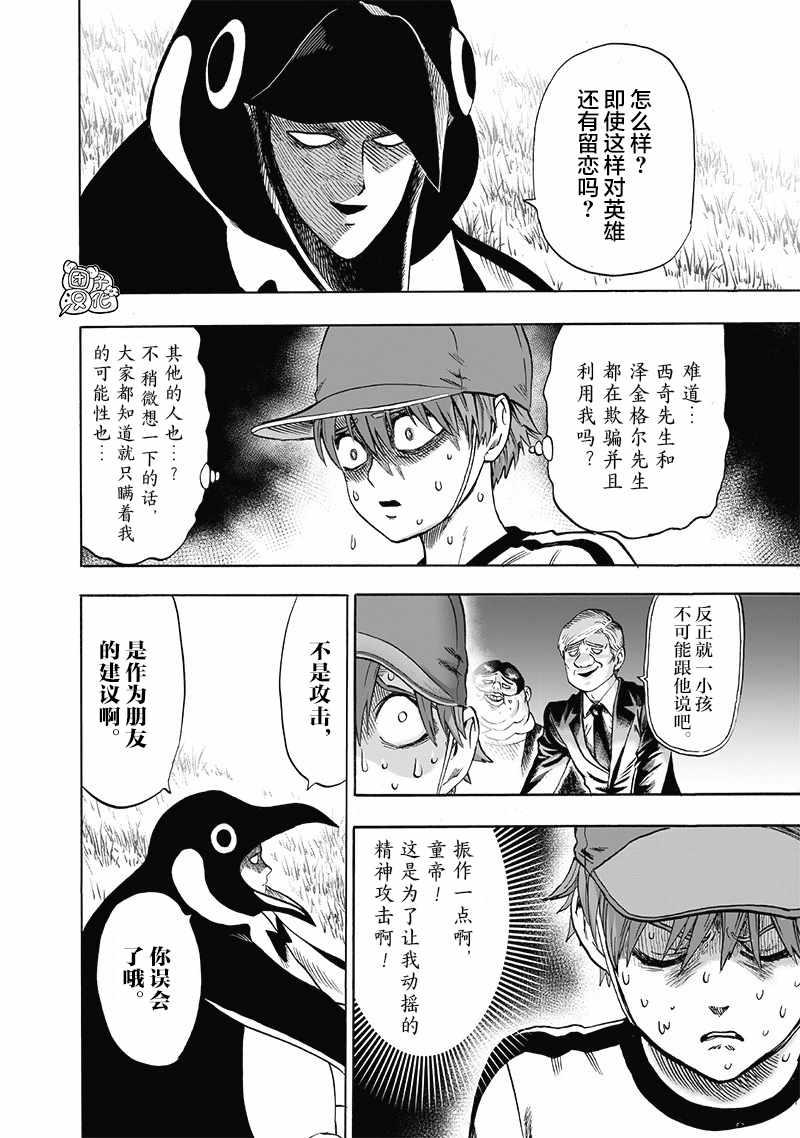 怎么样?
即使这样对英雄
还有留恋吗?
难道…
西奇先生和
泽金格尔先生
都在欺骗并且
利用我吗?
其他的人也…?
不稍微想一下的话,
大家都知道就只瞒着我
的可能性也…
反正就一小孩
不可能跟他说吧。
不是攻击,
是作为朋友
的建议啊。
振作一点啊,
童帝!
这是为了让我动摇的
精神攻击啊!
你误会
了哦。